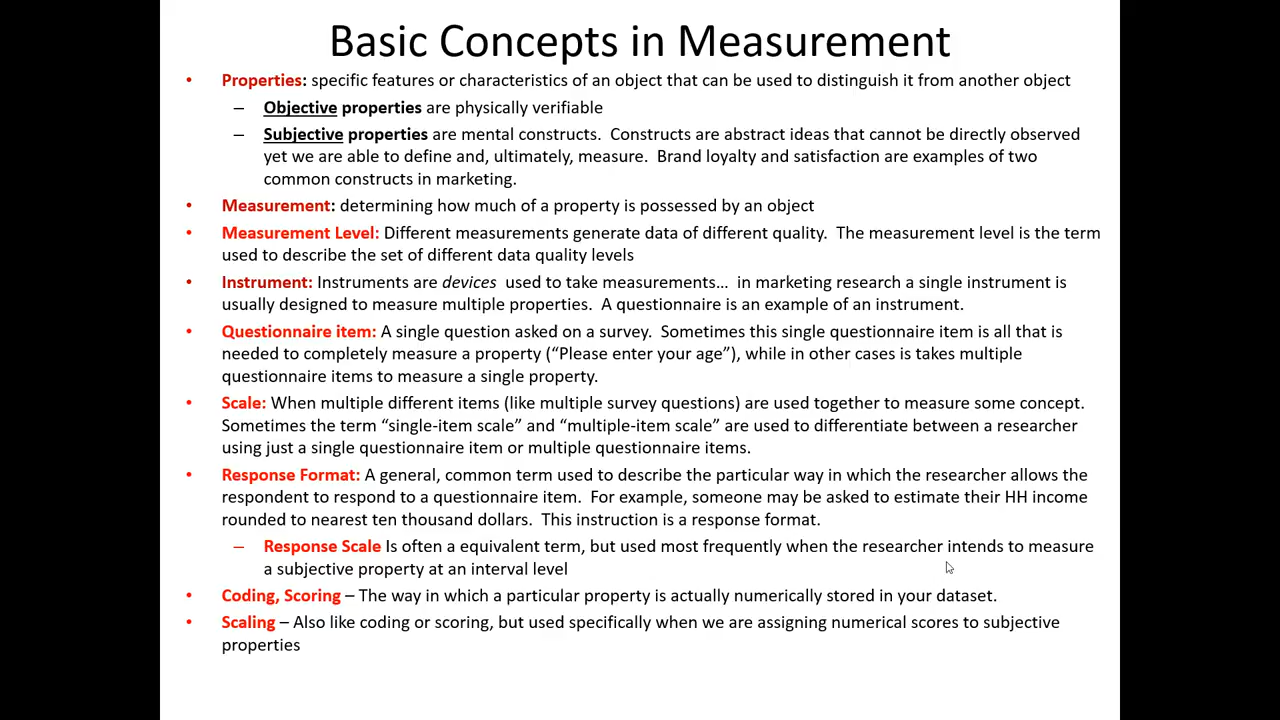 Basic Concepts in Measurement
• Properties: specific features or characteristics of an object that can be used to distinguish it from another object
– Objective properties are physically verifiable
– Subjective properties are mental constructs. Constructs are abstract ideas that cannot be directly observed
yet we are able to define and, ultimately, measure. Brand loyalty and satisfaction are examples of two
common constructs in marketing.
• Measurement: determining how much of a property is possessed by an object
• Measurement Level: Different measurements generate data of different quality. The measurement level is the term
used to describe the set of different data quality levels
• Instrument: Instruments are devices used to take measurements... in marketing research a single instrument is
usually designed to measure multiple properties. A questionnaire is an example of an instrument.
• Questionnaire item: A single question asked on a survey. Sometimes this single questionnaire item is all that is
needed to completely measure a property (“Please enter your age”), while in other cases is takes multiple
questionnaire items to measure a single property.
• Scale: When multiple different items (like multiple survey questions) are used together to measure some concept.
Sometimes the term “single-item scale” and “multiple-item scale” are used to differentiate between a researcher
using just a single questionnaire item or multiple questionnaire items.
• Response Format: A general, common term used to describe the particular way in which the researcher allows the
respondent to respond to a questionnaire item. For example, someone may be asked to estimate their HH income
rounded to nearest ten thousand dollars. This instruction is a response format.
– Response Scale Is often a equivalent term, but used most frequently when the researcher intends to measure
a subjective property at an interval level
• Coding, Scoring – The way in which a particular property is actually numerically stored in your dataset.
• Scaling – Also like coding or scoring, but used specifically when we are assigning numerical scores to subjective
properties